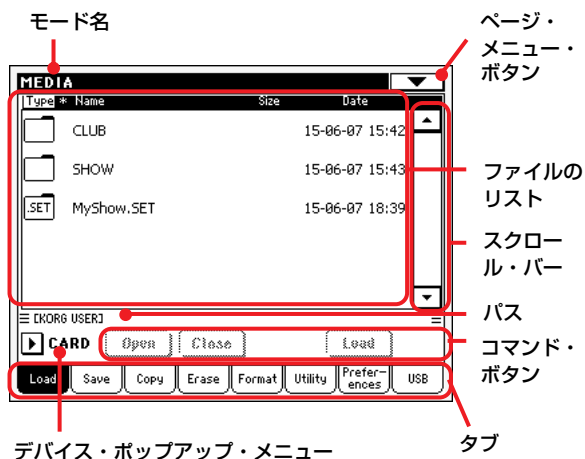 モード名
ページ・
メニュー・
ボタン
MEDIA
Type * Name Size Date
CLUB 15-06-07 15:42
SHOW 15-06-07 15:43
.SET MyShow.SET 15-06-07 18:39
ファイルの
リスト
スクロー
ル・バー
[KORG USER]
パス
CARD Open Close Load
コマンド・
ボタン
Load Save Copy Erase Format Utility Prefer-
ences USB
タブ
デバイス・ポップアップ・メニュー